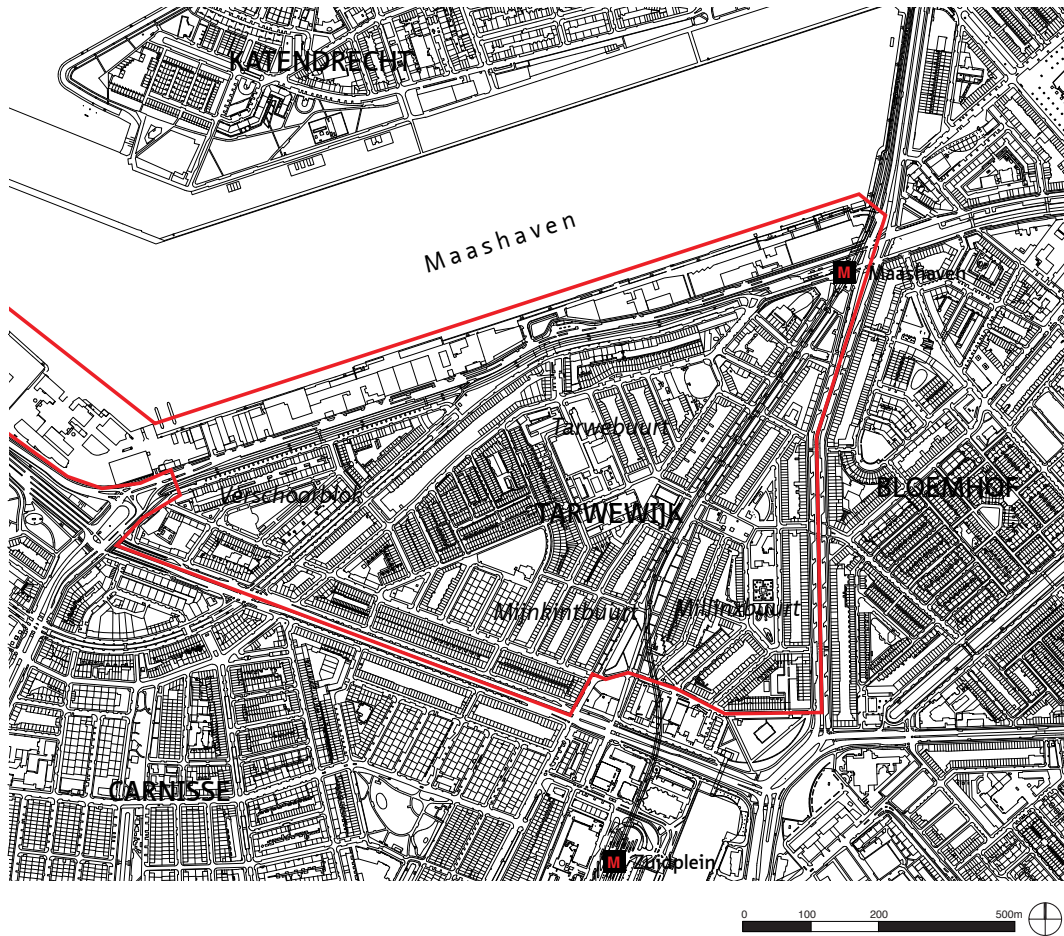 KATENDRECHT
Maashaven
M Maashaven
Tarwebuurt
Verschoorblok
BLOEMHOF
TARWEWIJK
Mijnkintbuurt
Millinxbuurt
CARNISSE
M Zuidplein
0 100 200 500m